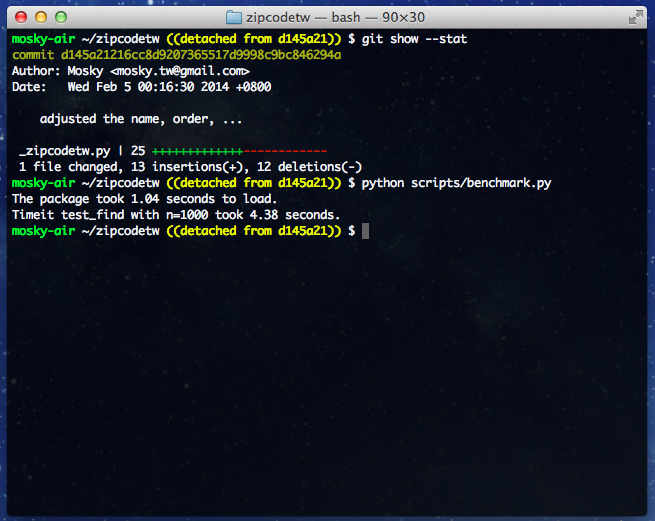 zipcodetw — bash — 90×30
mosky-air ~/zipcodetw ((detached from d145a21)) $ git show --stat
commit d145a21216cc8d9207365517d9998c9bc846294a
Author: Mosky <mosky.tw@gmail.com>
Date:   Wed Feb 5 00:16:30 2014 +0800
    adjusted the name, order, ...
 _zipcodetw.py | 25 +++++++++++++------------
 1 file changed, 13 insertions(+), 12 deletions(-)
mosky-air ~/zipcodetw ((detached from d145a21)) $ python scripts/benchmark.py
The package took 1.04 seconds to load.
Timeit test_find with n=1000 took 4.38 seconds.
mosky-air ~/zipcodetw ((detached from d145a21)) $